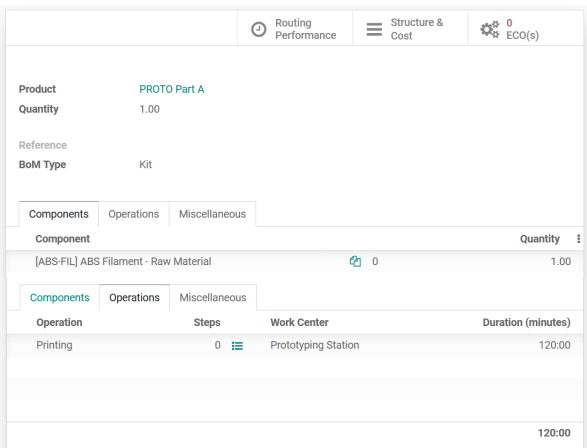 Routing Performance
Structure & Cost
0 ECO(s)
Product PROTO Part A
Quantity 1.00
Reference
BoM Type Kit
Components Operations Miscellaneous
Component Quantity
[ABS-FIL] ABS Filament - Raw Material 0 1.00
Components Operations Miscellaneous
Operation Steps Work Center Duration (minutes)
Printing 0 Prototyping Station 120:00
120:00